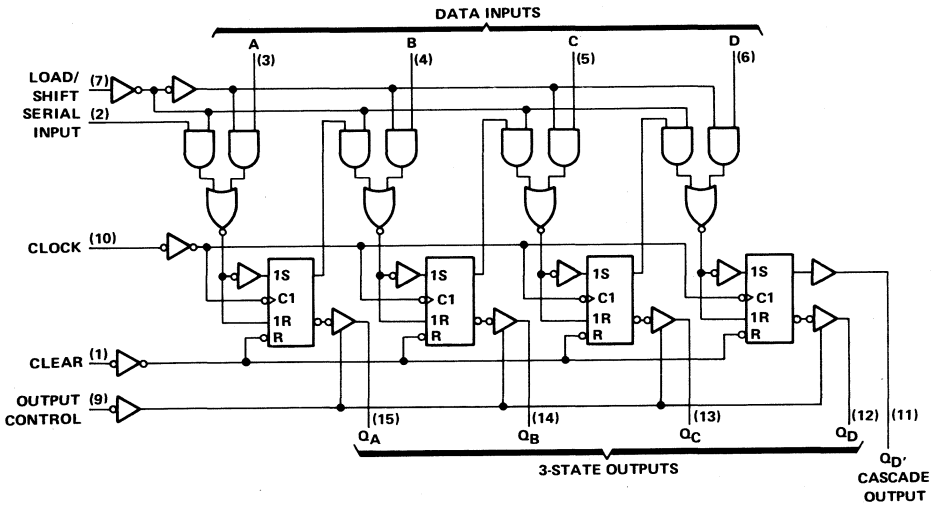 DATA INPUTS
A B C D
(3) (4) (5) (6)
LOAD/ (7)
SHIFT
SERIAL (2)
INPUT
CLOCK (10)
1S 1S 1S 1S
C1 C1 C1 C1
1R 1R 1R 1R
R R R R
CLEAR (1)
OUTPUT (9)
CONTROL
(15) (14) (13) (12) (11)
QA QB QC QD
3-STATE OUTPUTS
QD'
CASCADE
OUTPUT